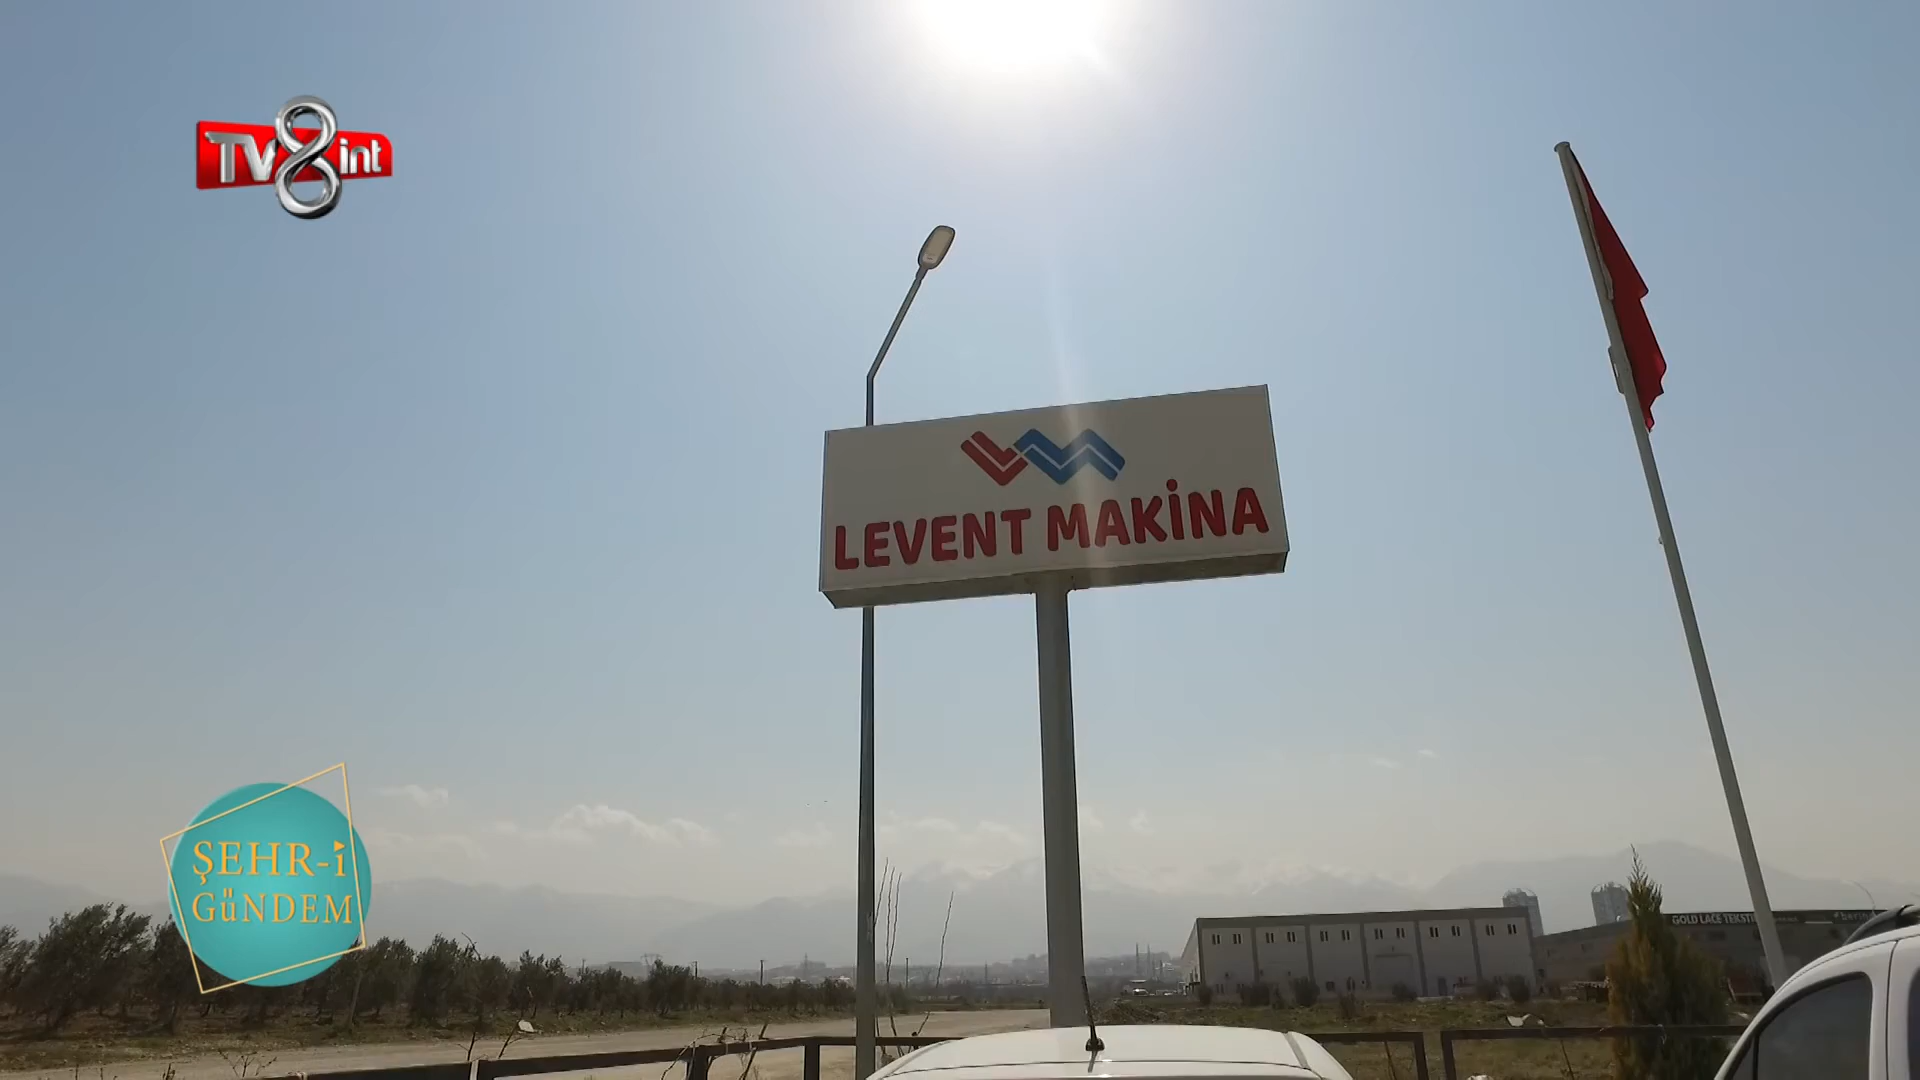 TV8int
LEVENT MAKİNA
ŞEHR-İ
GÜNDEM
GOLD LACE TEKSTİL